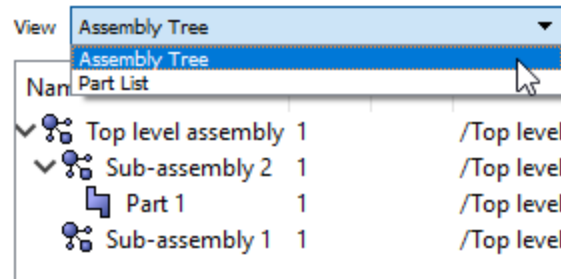 View Assembly Tree
Assembly Tree
Part List
Top level assembly 1 /Top level
Sub-assembly 2 1 /Top level
Part 1 1 /Top level
Sub-assembly 1 1 /Top level